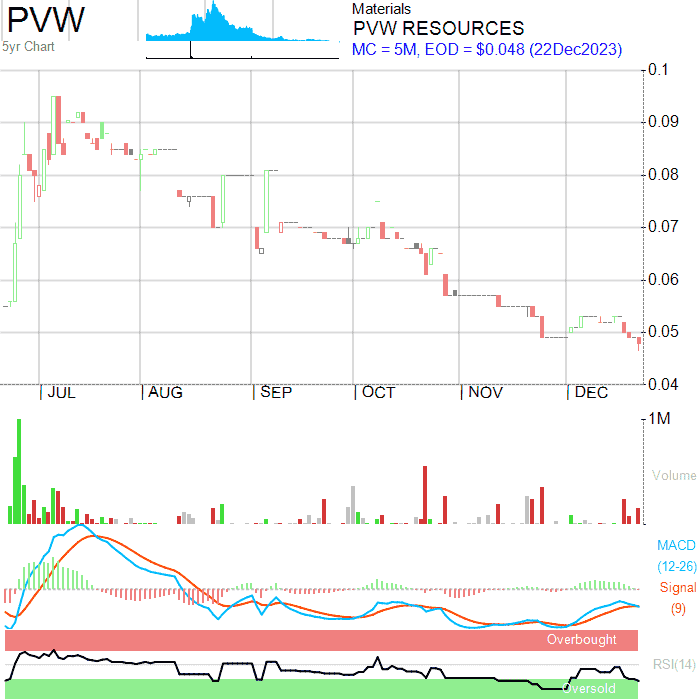 PVW
5yr Chart
Materials
PVW RESOURCES
MC = 5M, EOD = $0.048 (22Dec2023)
0.1
0.09
0.08
0.07
0.06
0.05
0.04
JUL AUG SEP OCT NOV DEC
1M
Volume
MACD
(12-26)
Signal
(9)
Overbought
RSI(14)
Oversold